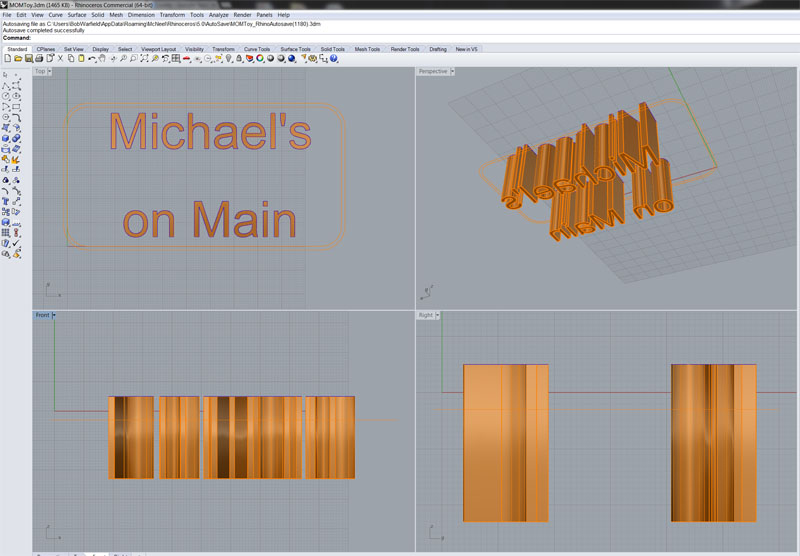 MOMToy.3dm (1465 KB) - Rhinoceros Commercial (64-bit)
File Edit View Curve Surface Solid Mesh Dimension Transform Tools Analyze Render Panels Help
Autosaving file as C:\Users\BobWarfield\AppData\Roaming\McNeel\Rhinoceros\5.0\AutoSave\MOMToy_RhinoAutosave(1180).3dm
Autosave completed successfully
Command:
Standard CPlanes Set View Display Select Viewport Layout Visibility Transform Curve Tools Surface Tools Solid Tools Mesh Tools Render Tools Drafting New in V5
Top
Michael's
on Main
Perspective
Michael's
on Main
Front
Right